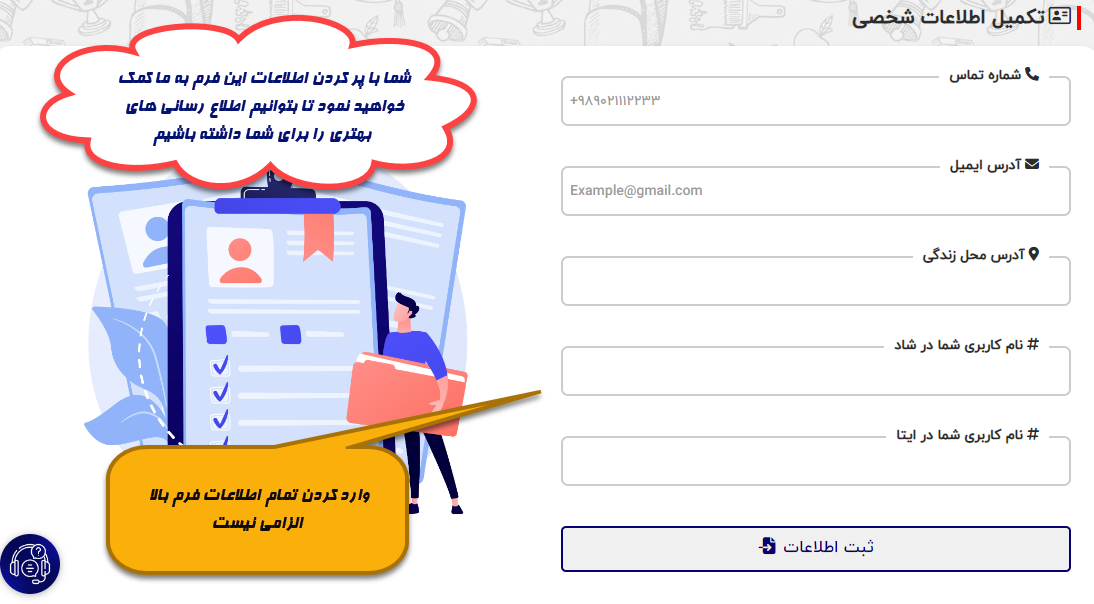 تکمیل اطلاعات شخصی
شماره تماس
+۹۸۹۰۲۱۱۱۲۲۳۳
آدرس ایمیل
Example@gmail.com
آدرس محل زندگی
# نام کاربری شما در شاد
# نام کاربری شما در ایتا
ثبت اطلاعات
شما با پر کردن اطلاعات این فرم به ما کمک
خواهید نمود تا بتوانیم اطلاع رسانی های
بهتری را برای شما داشته باشیم
وارد کردن تمام اطلاعات فرم بالا
الزامی نیست